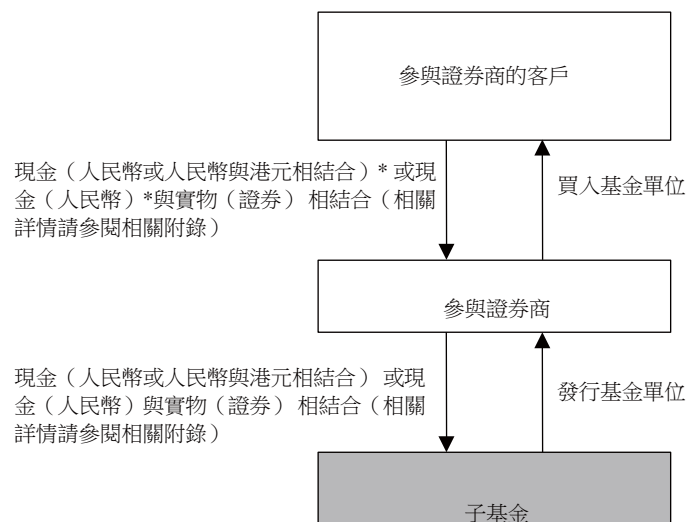 參與證券商的客戶
現金（人民幣或人民幣與港元相結合）* 或現
金（人民幣）*與實物（證券） 相結合（相關
詳情請參閱相關附錄）
買入基金單位
參與證券商
現金（人民幣或人民幣與港元相結合） 或現
金（人民幣）與實物（證券） 相結合（相關
詳情請參閱相關附錄）
發行基金單位
子基金